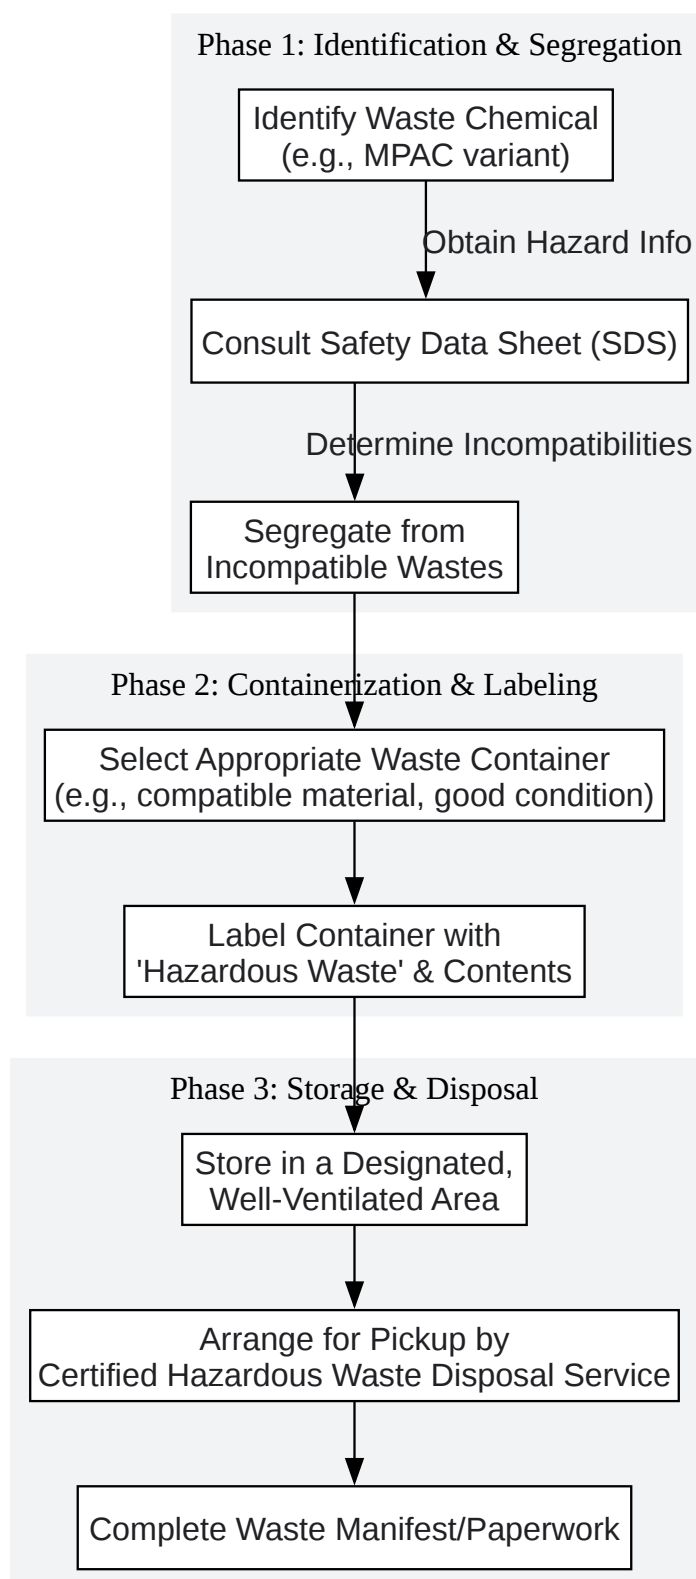 Phase 1: Identification & Segregation
Identify Waste Chemical
(e.g., MPAC variant)
Obtain Hazard Info
Consult Safety Data Sheet (SDS)
Determine Incompatibilities
Segregate from
Incompatible Wastes
Phase 2: Containerization & Labeling
Select Appropriate Waste Container
(e.g., compatible material, good condition)
Label Container with
'Hazardous Waste' & Contents
Phase 3: Storage & Disposal
Store in a Designated,
Well-Ventilated Area
Arrange for Pickup by
Certified Hazardous Waste Disposal Service
Complete Waste Manifest/Paperwork